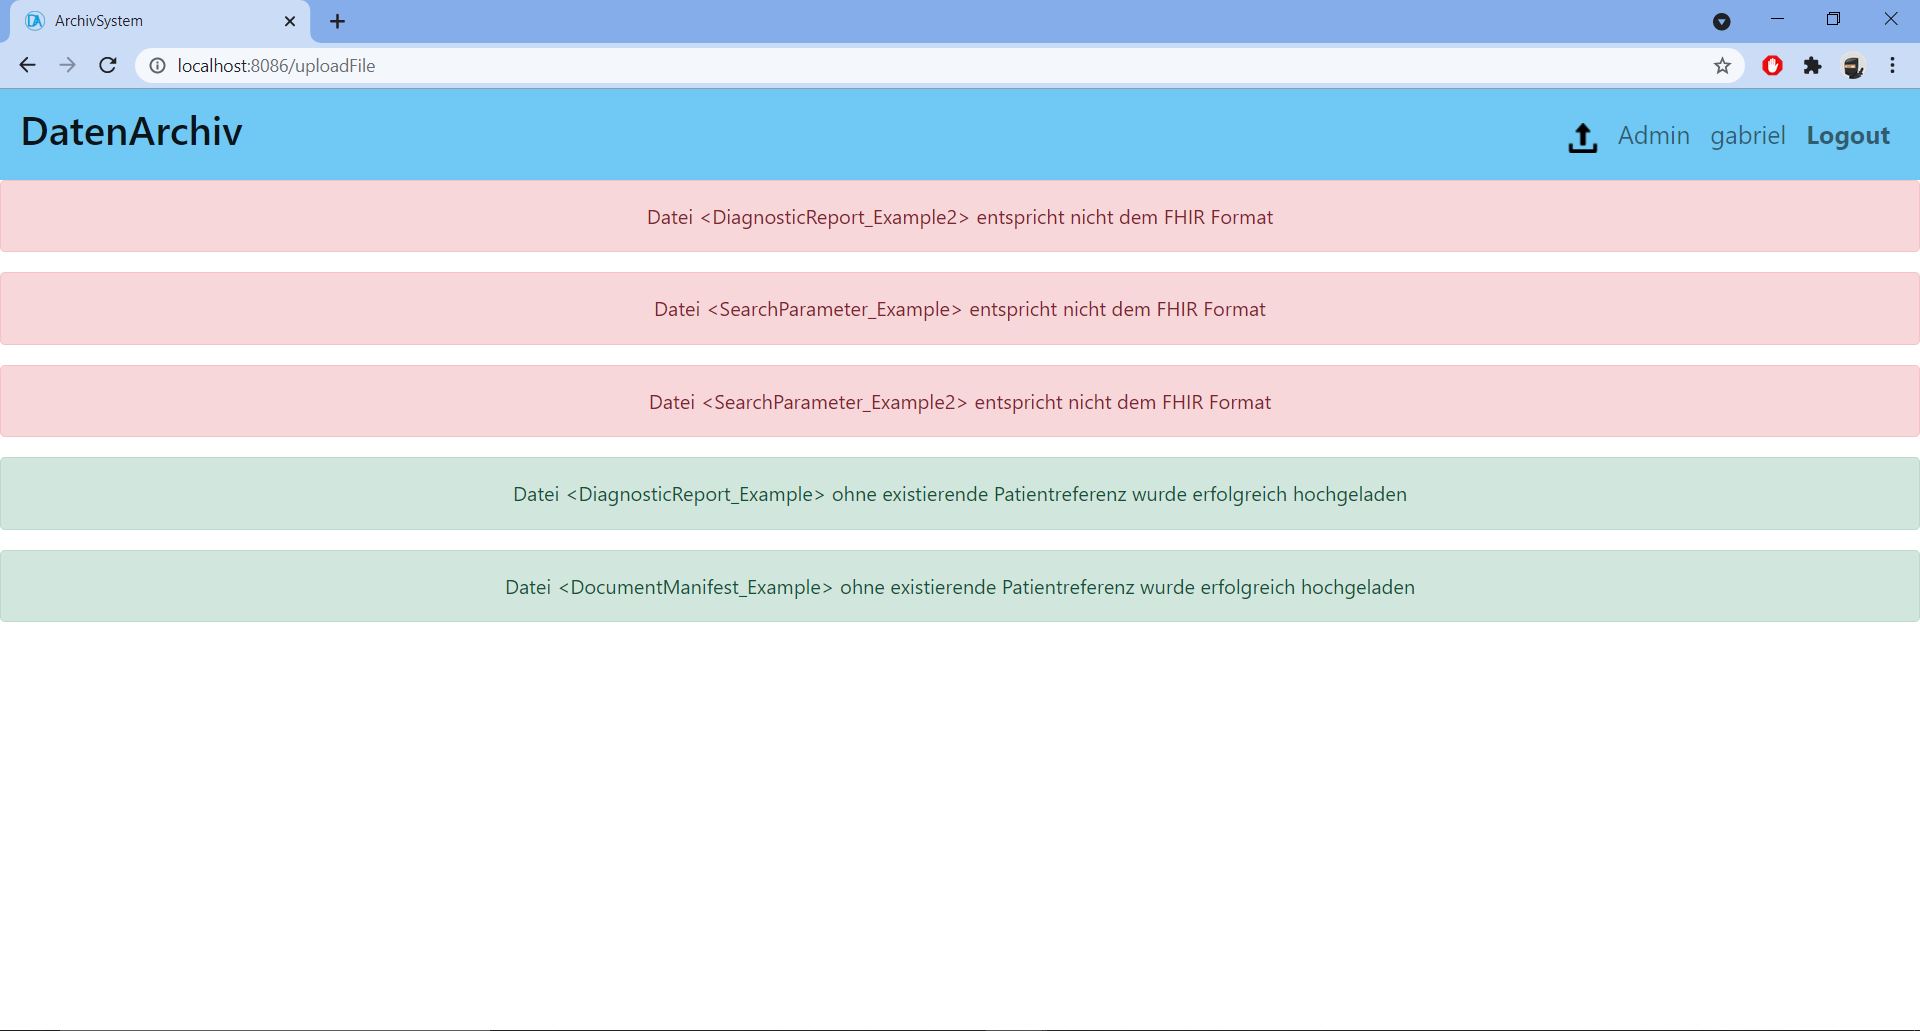 ArchivSystem
localhost:8086/uploadFile
DatenArchiv
Admin gabriel Logout
Datei <DiagnosticReport_Example2> entspricht nicht dem FHIR Format
Datei <SearchParameter_Example> entspricht nicht dem FHIR Format
Datei <SearchParameter_Example2> entspricht nicht dem FHIR Format
Datei <DiagnosticReport_Example> ohne existierende Patientreferenz wurde erfolgreich hochgeladen
Datei <DocumentManifest_Example> ohne existierende Patientreferenz wurde erfolgreich hochgeladen